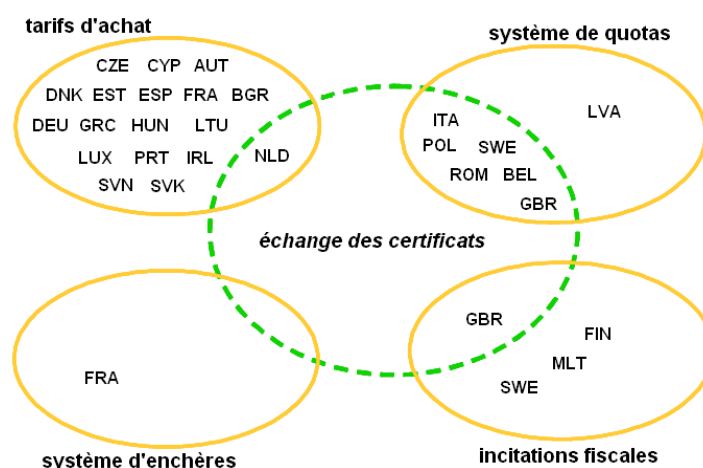 tarifs d'achat
CZE CYP AUT
DNK EST ESP FRA BGR
DEU GRC HUN LTU
LUX PRT IRL NLD
SVN SVK
système de quotas
LVA
ITA
POL SWE
ROM BEL
GBR
échange des certificats
FRA
système d'enchères
GBR
FIN
MLT
SWE
incitations fiscales